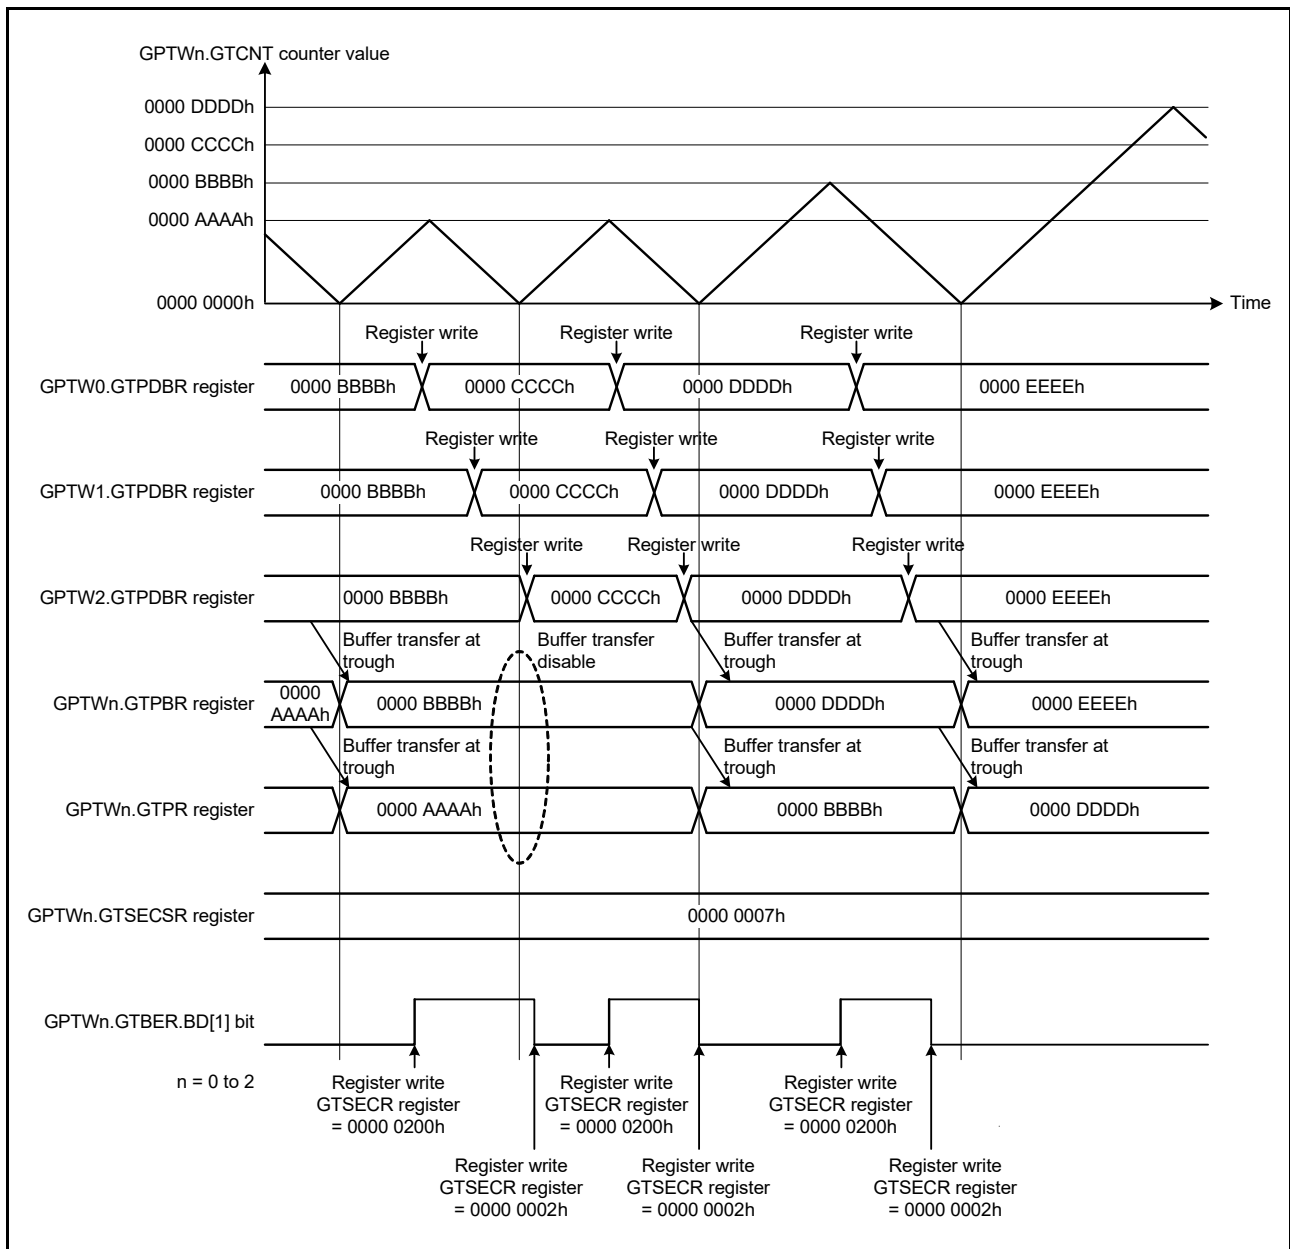 GPTWn.GTCNT counter value
0000 DDDDh
0000 CCCCh
0000 BBBBh
0000 AAAAh
0000 0000h
Time
Register write Register write Register write
GPTW0.GTPDBR register 0000 BBBBh 0000 CCCCh 0000 DDDDh 0000 EEEEh
Register write Register write Register write
GPTW1.GTPDBR register 0000 BBBBh 0000 CCCCh 0000 DDDDh 0000 EEEEh
Register write Register write Register write
GPTW2.GTPDBR register 0000 BBBBh 0000 CCCCh 0000 DDDDh 0000 EEEEh
Buffer transfer at Buffer transfer Buffer transfer at Buffer transfer at
trough disable trough trough
GPTWn.GTPBR register 0000 AAAAh 0000 BBBBh 0000 DDDDh 0000 EEEEh
Buffer transfer at Buffer transfer at Buffer transfer at
trough trough trough
GPTWn.GTPR register 0000 AAAAh 0000 BBBBh 0000 DDDDh
GPTWn.GTSECSR register 0000 0007h
GPTWn.GTBER.BD[1] bit
n = 0 to 2
Register write Register write Register write
GTSECR register GTSECR register GTSECR register
= 0000 0200h = 0000 0200h = 0000 0200h
Register write Register write Register write
GTSECR register GTSECR register GTSECR register
= 0000 0002h = 0000 0002h = 0000 0002h